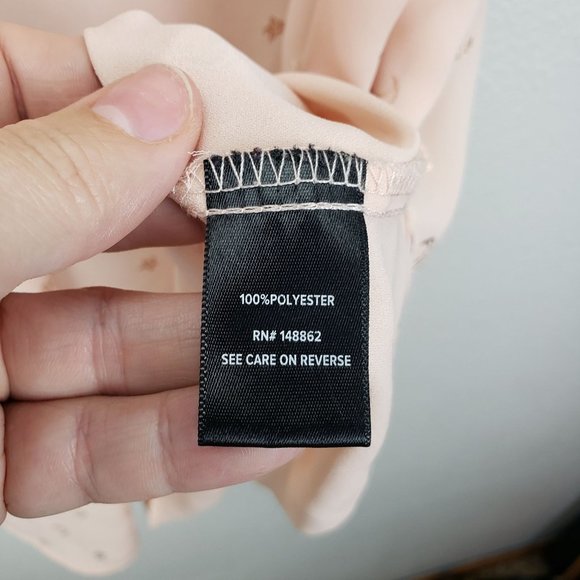 100%POLYESTER
RN# 148862
SEE CARE ON REVERSE